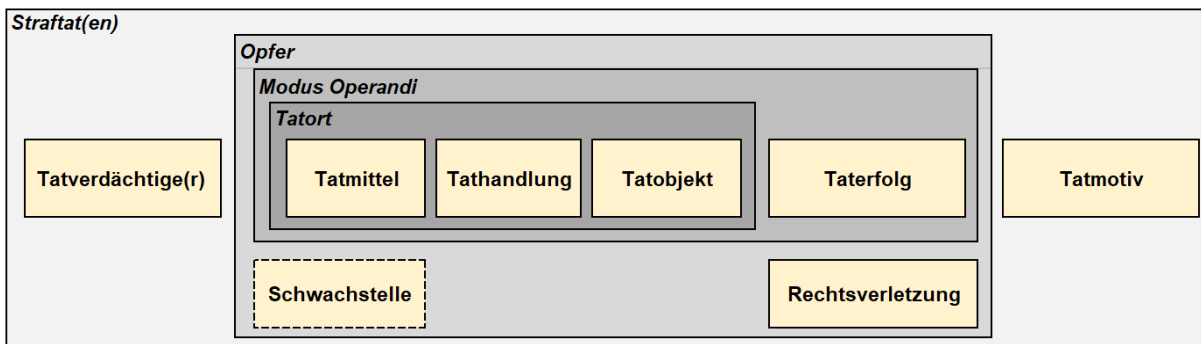 Straftat(en)
Opfer
Modus Operandi
Tatort
Tatverdächtige(r)
Tatmittel
Tathandlung
Tatobjekt
Taterfolg
Tatmotiv
Schwachstelle
Rechtsverletzung